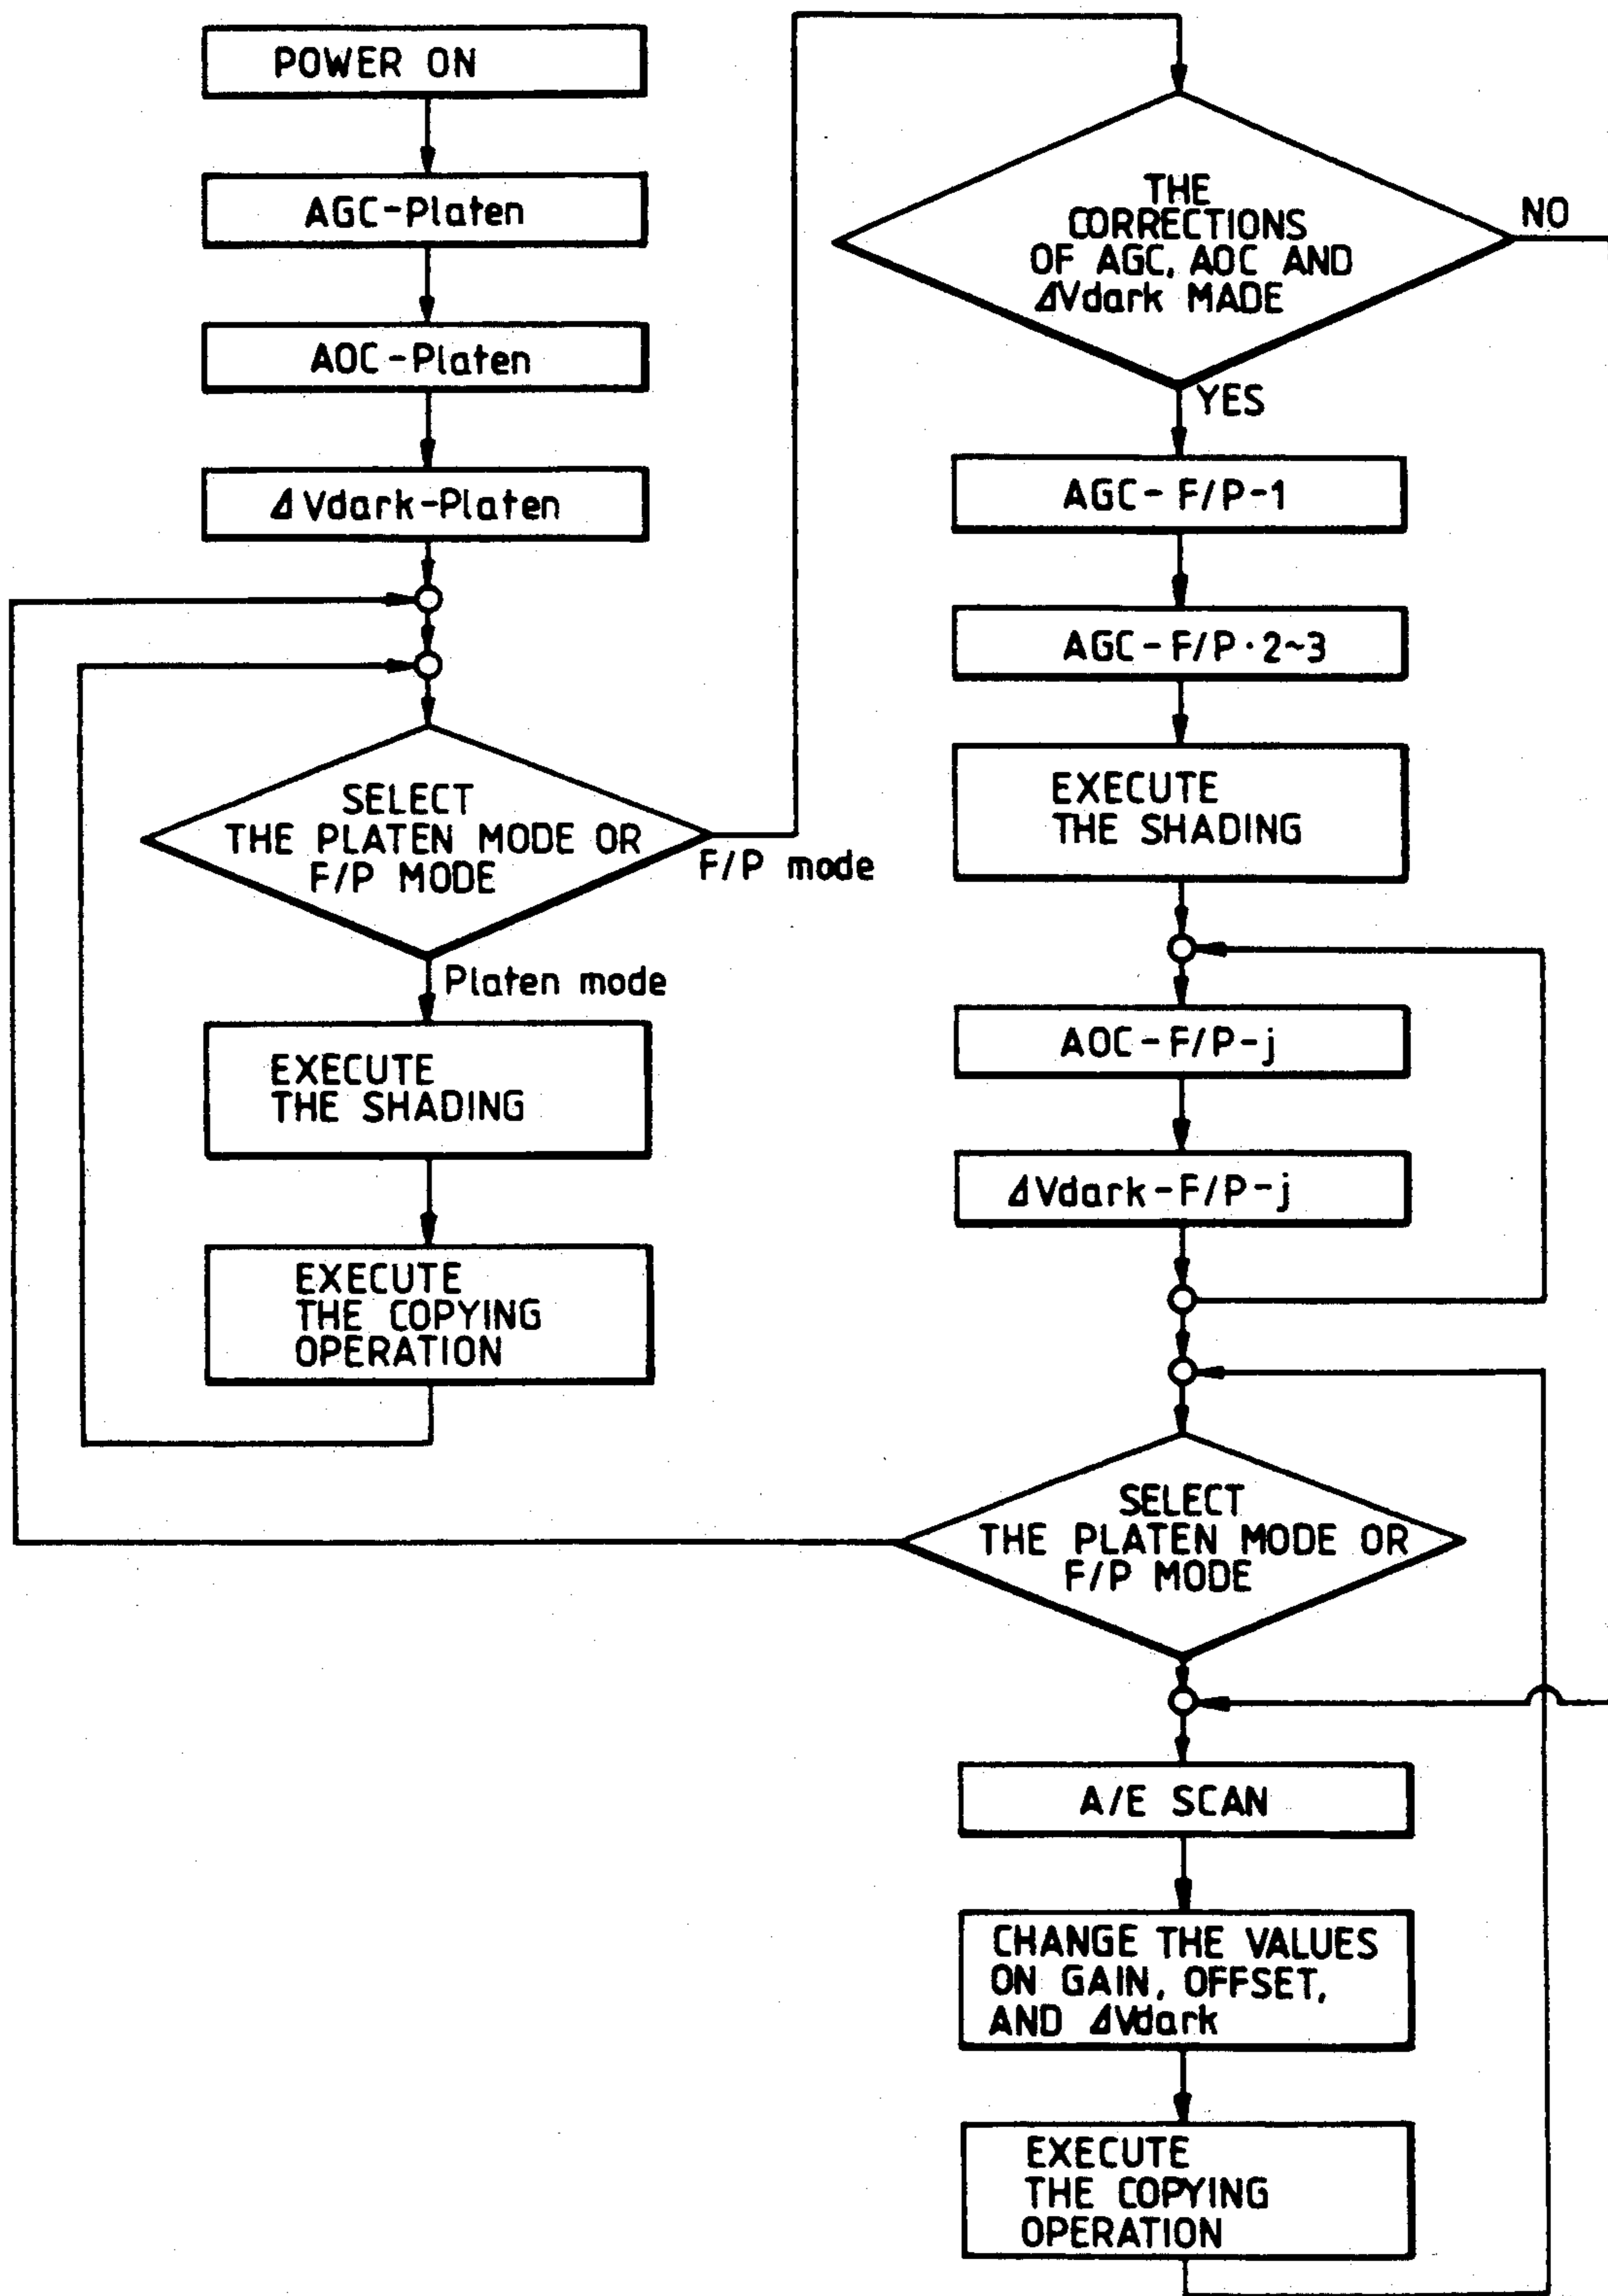 POWER ON
AGC-Platen
AOC-Platen
ΔVdark-Platen
SELECT
THE PLATEN MODE OR
F/P MODE
F/P mode
Platen mode
EXECUTE
THE SHADING
EXECUTE
THE COPYING
OPERATION
THE
CORRECTIONS
OF AGC, AOC AND
ΔVdark MADE
NO
YES
AGC-F/P-1
AGC-F/P·2~3
EXECUTE
THE SHADING
AOC-F/P-j
ΔVdark-F/P-j
SELECT
THE PLATEN MODE OR
F/P MODE
A/E SCAN
CHANGE THE VALUES
ON GAIN, OFFSET,
AND ΔVdark
EXECUTE
THE COPYING
OPERATION